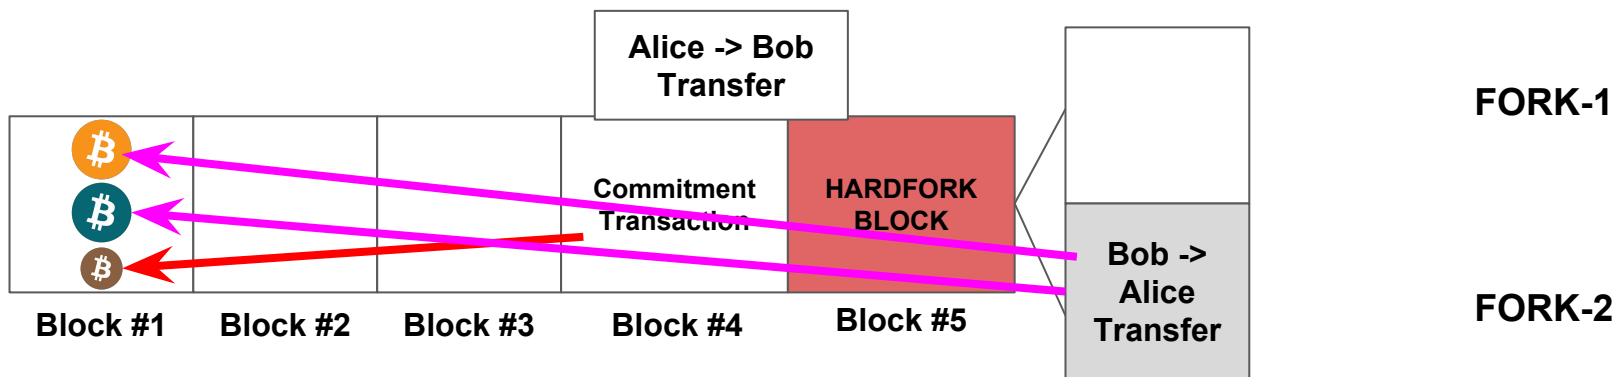 Alice -> Bob
Transfer
FORK-1
Commitment
Transaction
HARDFORK
BLOCK
Bob ->
Alice
Transfer
Block #1
Block #2
Block #3
Block #4
Block #5
FORK-2